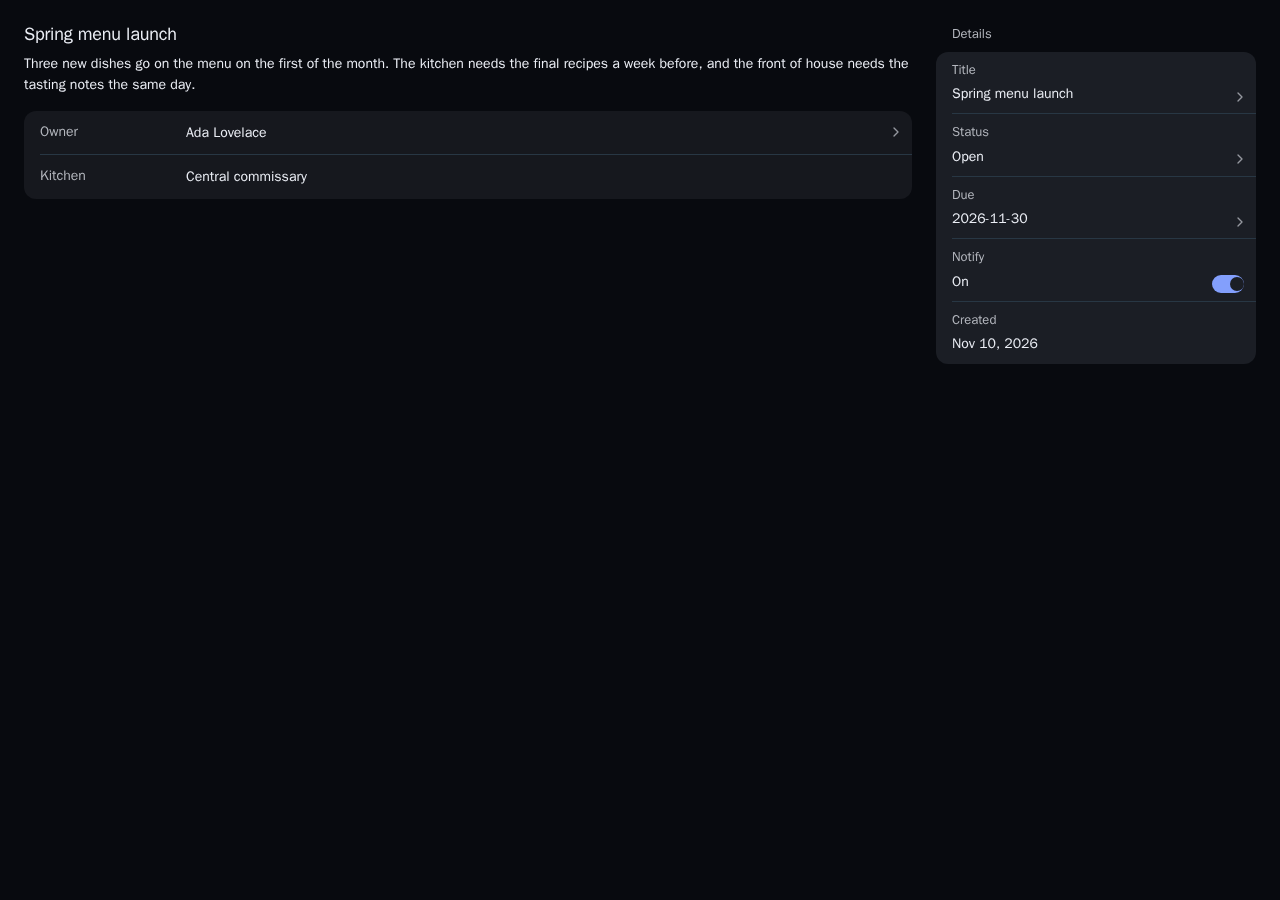 Spring menu launch
Three new dishes go on the menu on the first of the month. The kitchen needs the final recipes a week before, and the front of house needs the
tasting notes the same day.
Owner
Ada Lovelace
Kitchen
Central commissary
Details
Title
Spring menu launch
Status
Open
Due
2026-11-30
Notify
On
Created
Nov 10, 2026